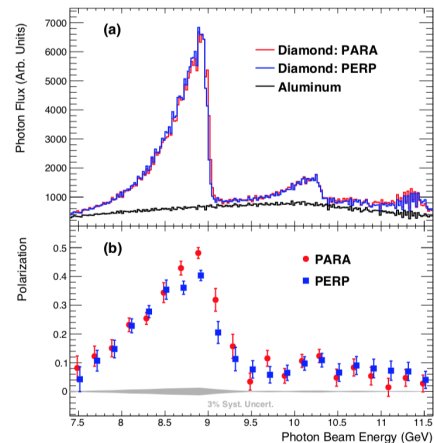 7000
(a)
6000
Diamond: PARA
5000
Diamond: PERP
4000
Aluminum
3000
2000
1000
Photon Flux (Arb. Units)
(b)
0.5
PARA
0.4
PERP
0.3
0.2
0.1
0
Polarization
3% Syst. Uncert.
7.5 8 8.5 9 9.5 10 10.5 11 11.5
Photon Beam Energy (GeV)